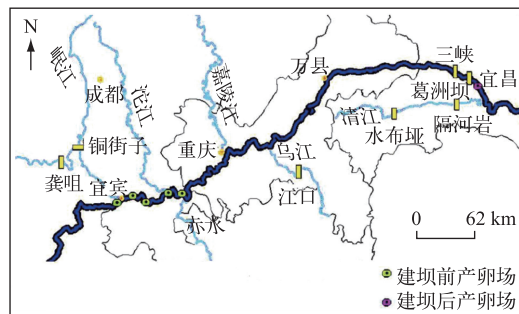 N
岷江
成都
沱江
嘉陵江
万县
三峡
宜昌
葛洲坝
清江
水布垭
隔河岩
铜街子
重庆
乌江
龚咀
宜宾
江口
赤水
0 62 km
建坝前产卵场
建坝后产卵场